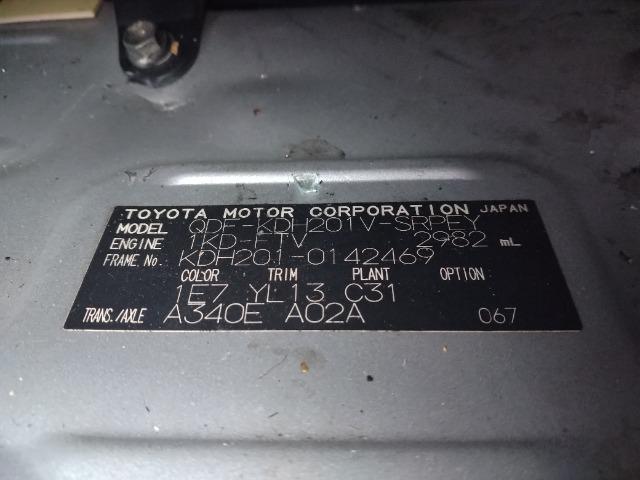 TOYOTA MOTOR CORPORATION JAPAN
MODEL QDF-KDH201V-SRPEY
ENGINE 1KD-FTV 2982 mL
FRAME No. KDH201-0142469
COLOR TRIM PLANT OPTION
1E7 YL13 C31
TRANS./AXLE A340E A02A 067